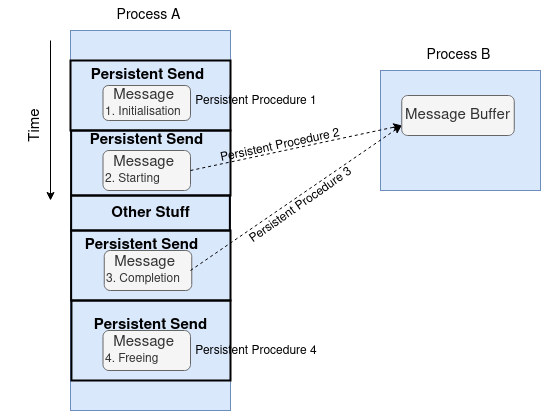 Process A
Time
Persistent Send
Message
1. Initialisation
Persistent Procedure 1
Persistent Send
Message
2. Starting
Persistent Procedure 2
Other Stuff
Persistent Send
Message
3. Completion
Persistent Procedure 3
Persistent Send
Message
4. Freeing
Persistent Procedure 4
Process B
Message Buffer